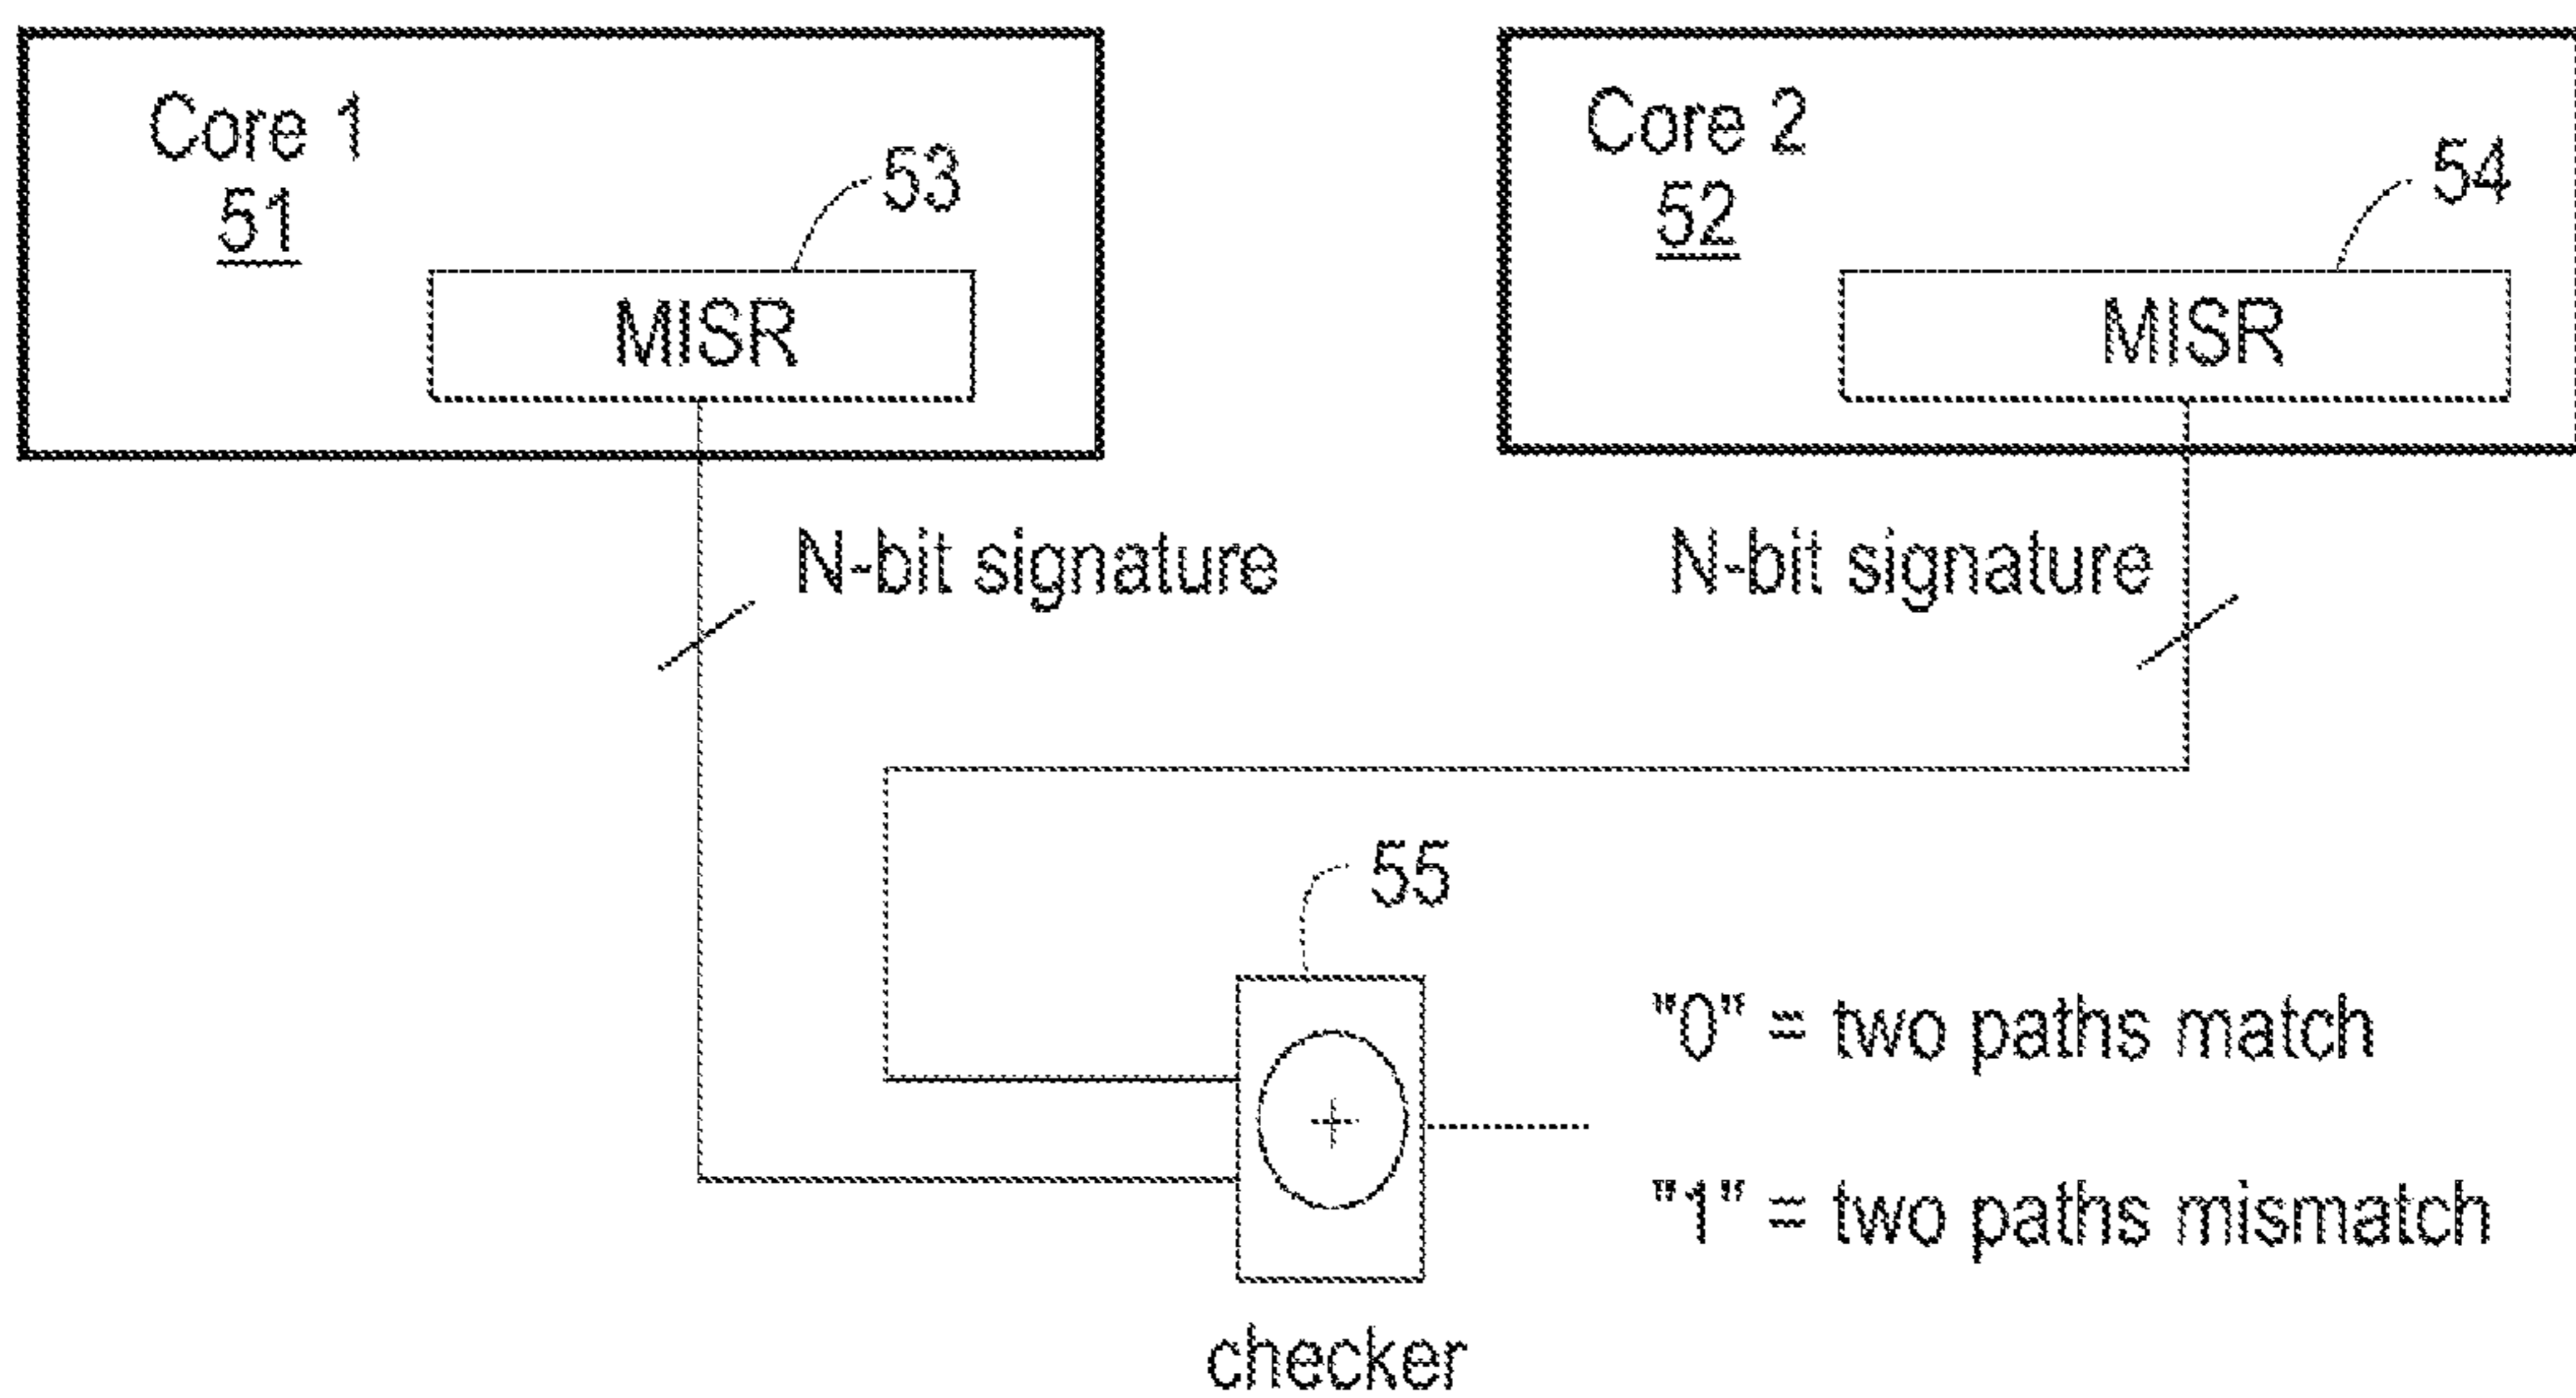 Core 1
51
53
MISR
Core 2
52
54
MISR
N-bit signature
N-bit signature
55
"0" = two paths match
"1" = two paths mismatch
checker